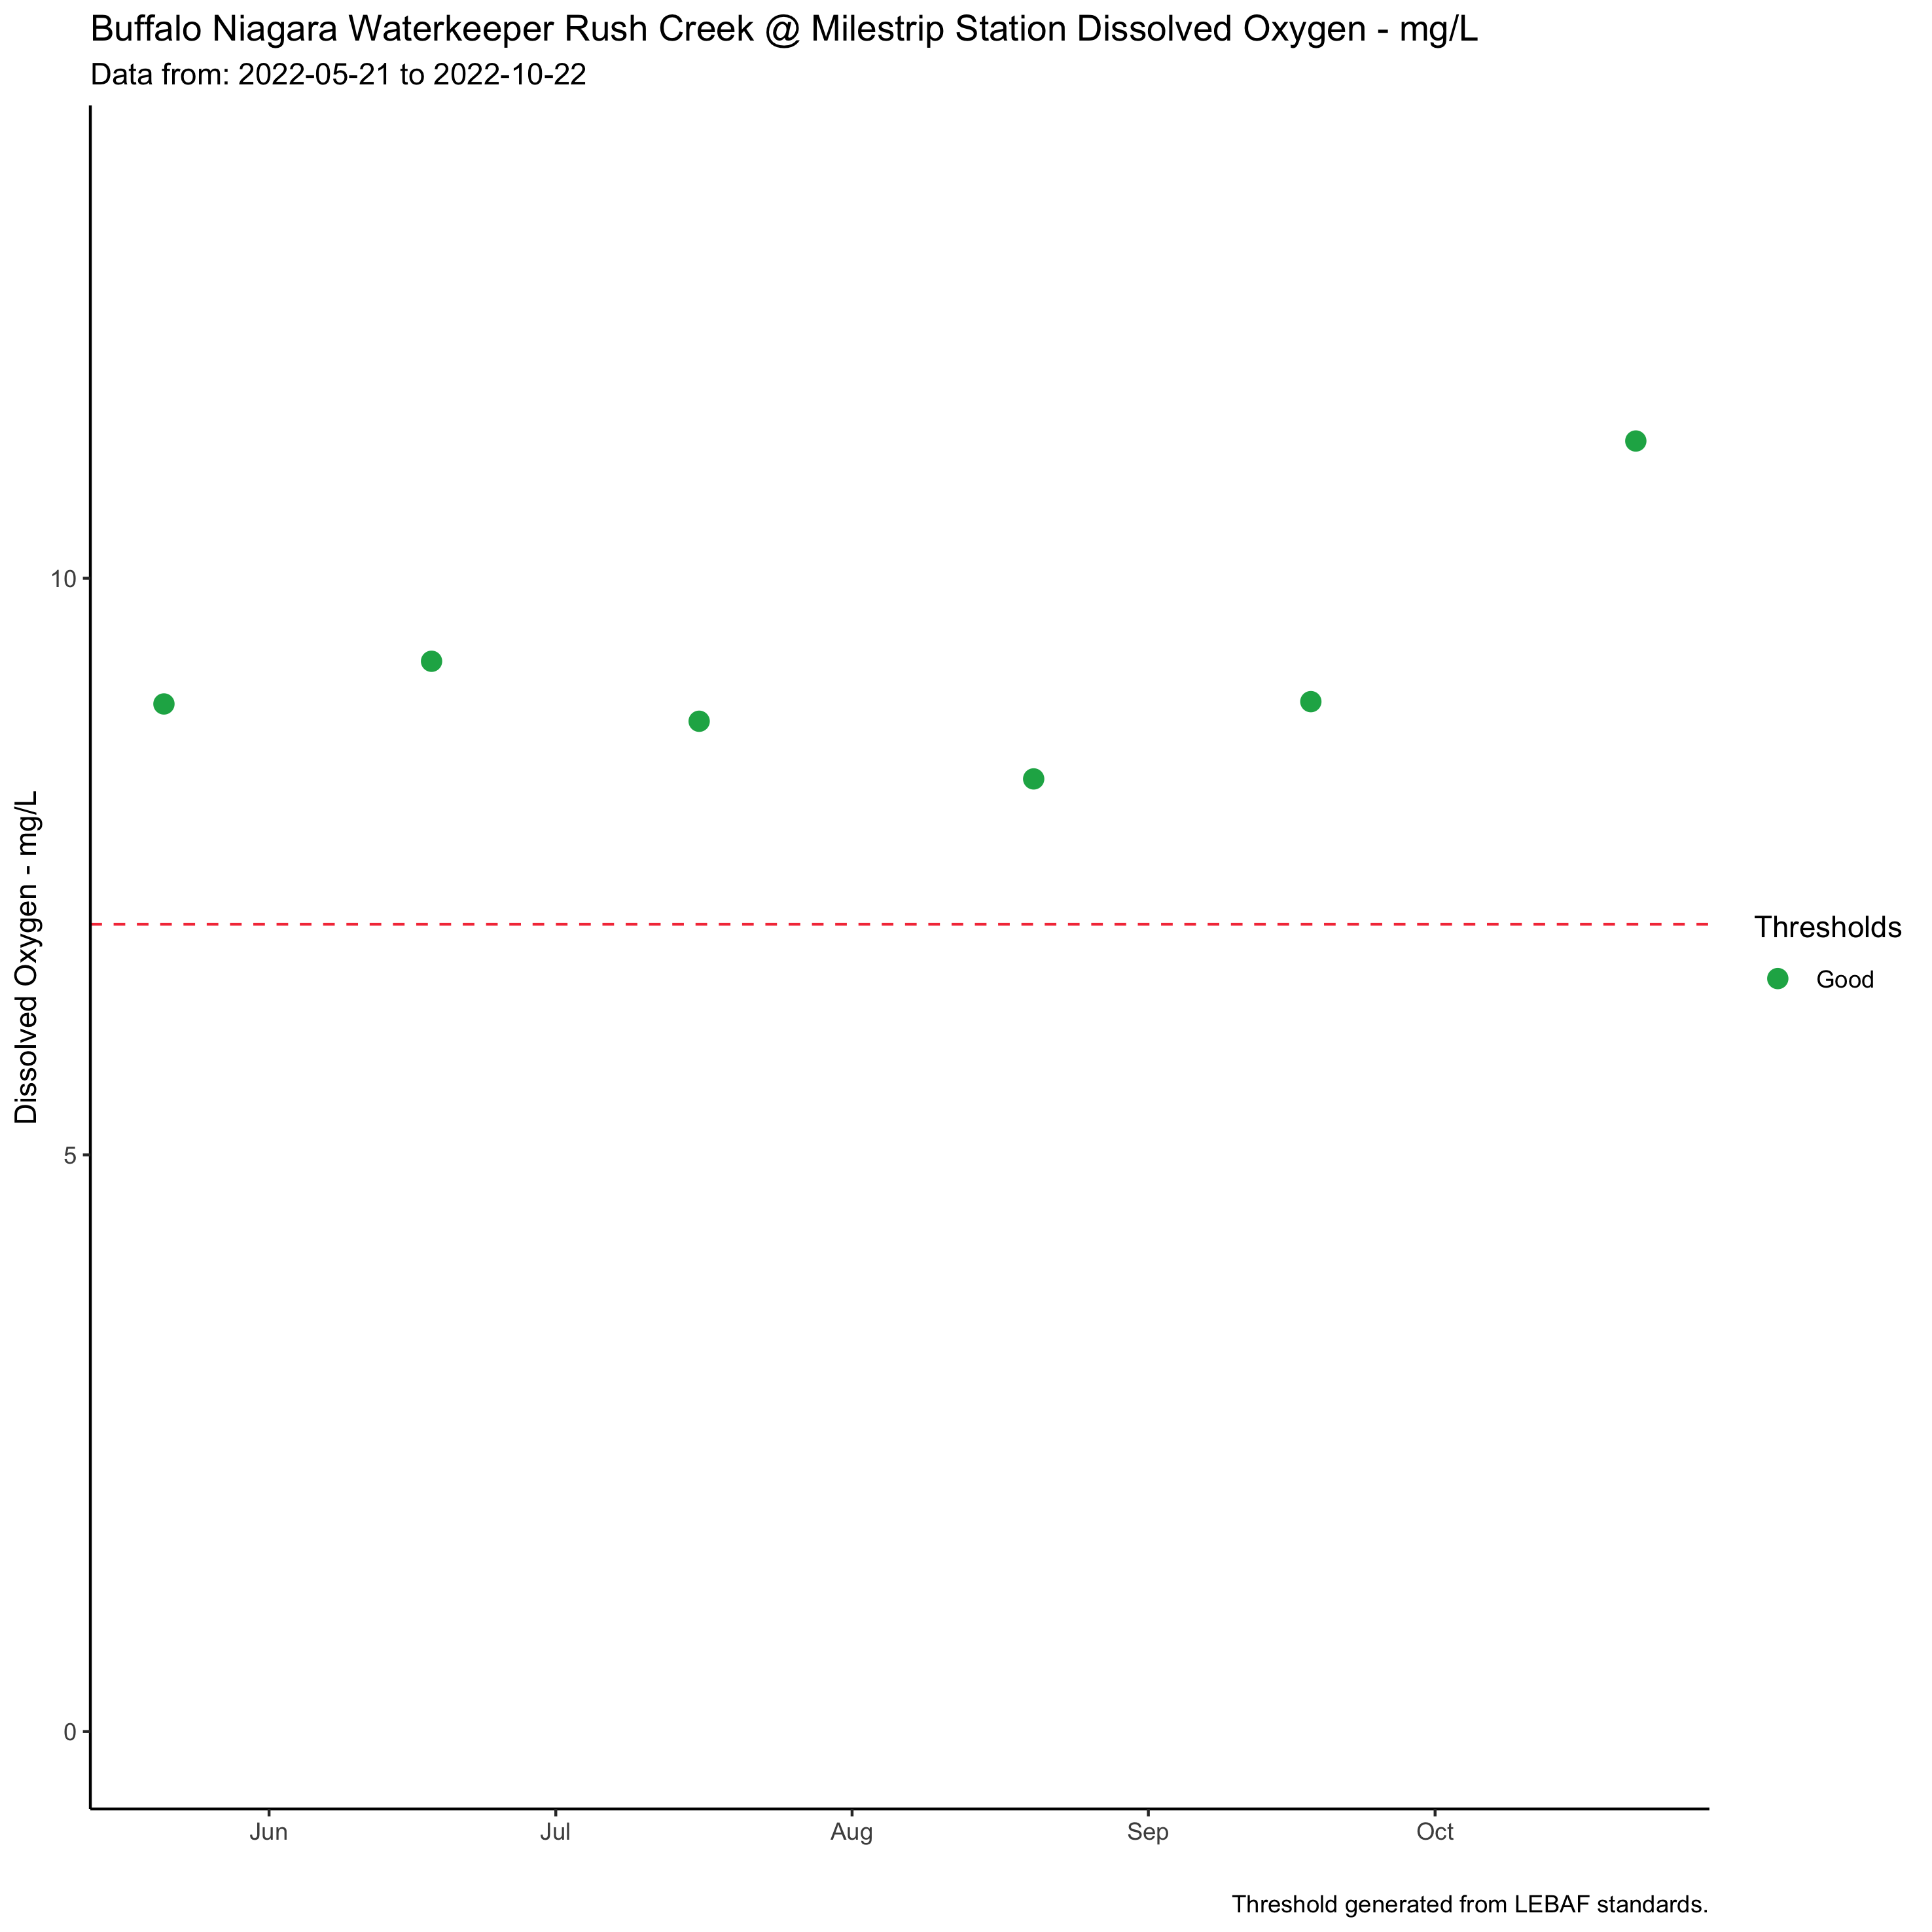 Buffalo Niagara Waterkeeper Rush Creek @ Milestrip Station Dissolved Oxygen - mg/L
Data from: 2022-05-21 to 2022-10-22
Dissolved Oxygen - mg/L
10
5
0
Jun
Jul
Aug
Sep
Oct
Thresholds
Good
Threshold generated from LEBAF standards.